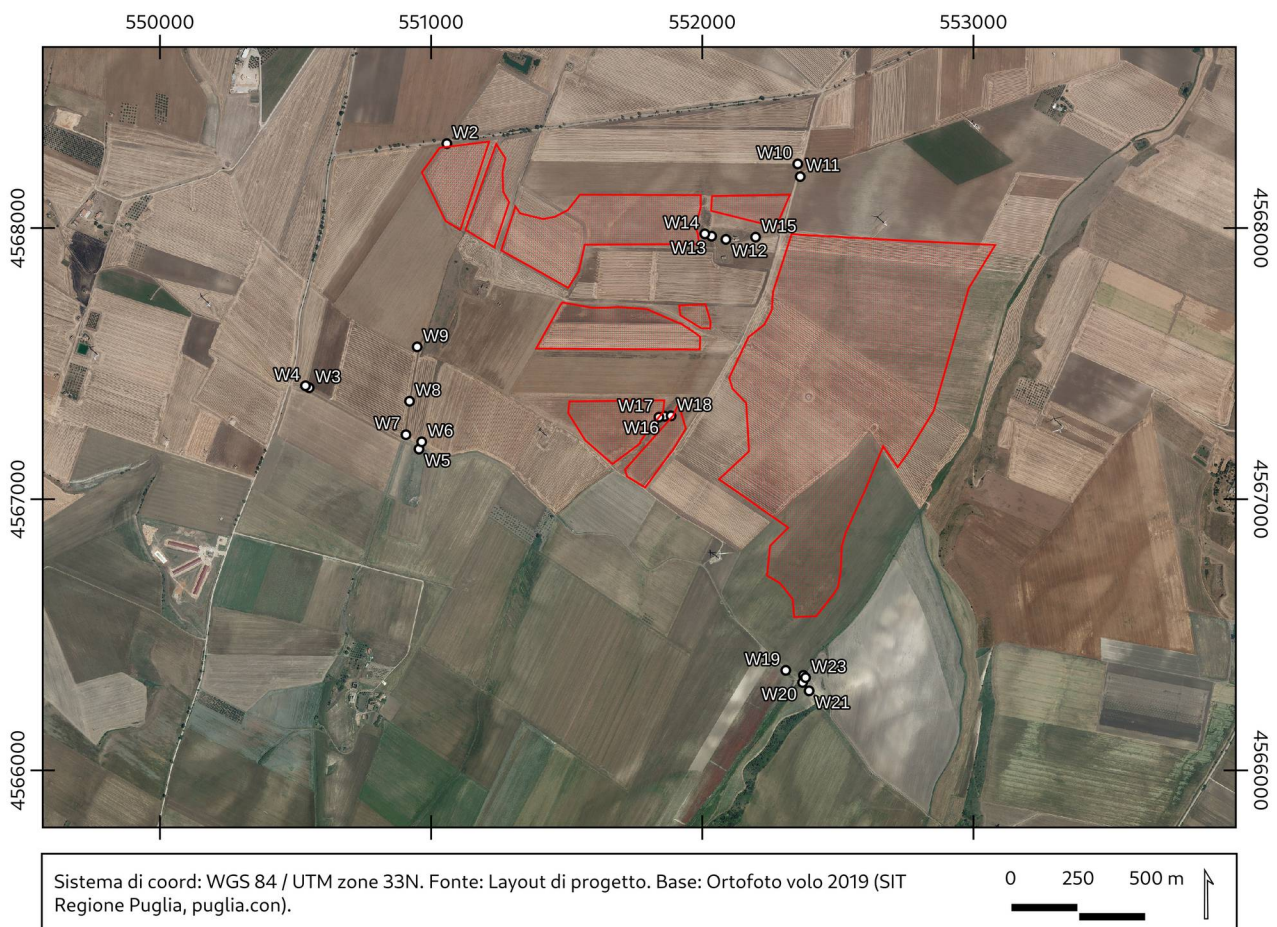 550000 551000 552000 553000
W2
W10
W11
4568000 4568000
W14 W15
W13 W12
W9
W4 W3
W8
W17 W18
W7 W16
W6
W5
4567000 4567000
W19 W23
W20
W21
4566000 4566000
Sistema di coord: WGS 84 / UTM zone 33N. Fonte: Layout di progetto. Base: Ortofoto volo 2019 (SIT
Regione Puglia, puglia.con).
0 250 500 m